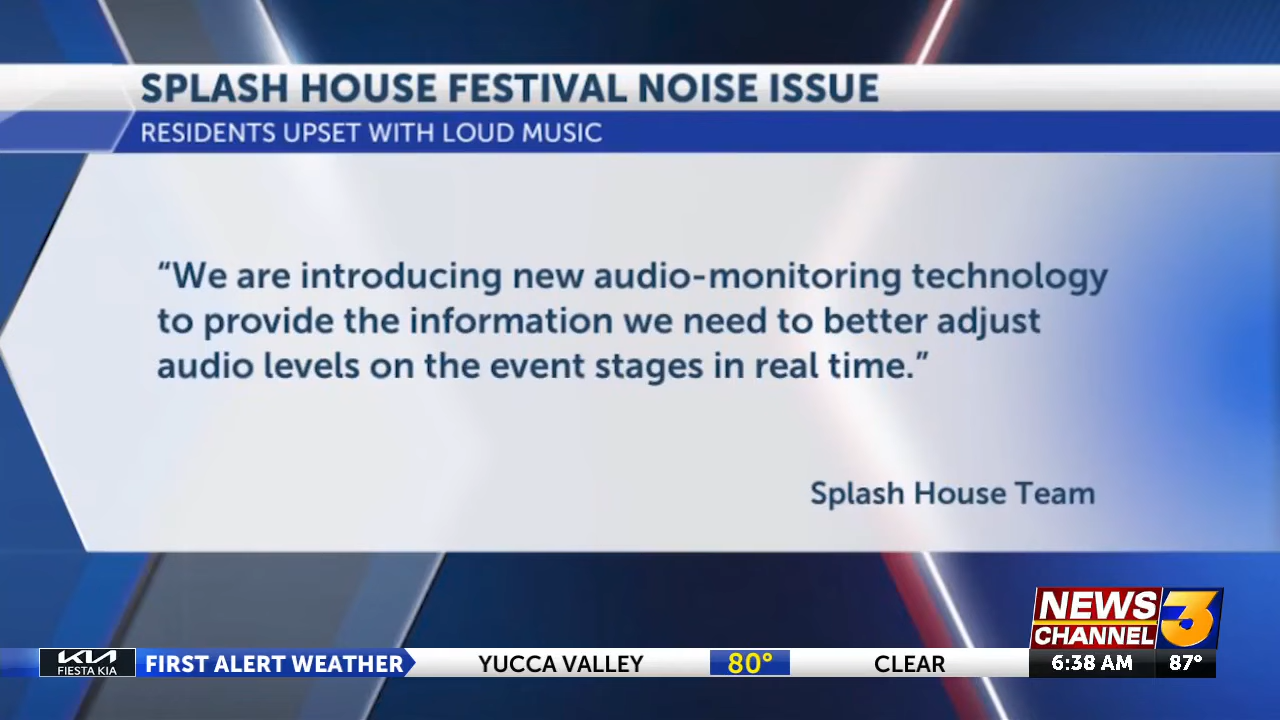 SPLASH HOUSE FESTIVAL NOISE ISSUE
RESIDENTS UPSET WITH LOUD MUSIC
“We are introducing new audio-monitoring technology
to provide the information we need to better adjust
audio levels on the event stages in real time.”
Splash House Team
NEWS
CHANNEL 3
KIA
FIESTA KIA
FIRST ALERT WEATHER
YUCCA VALLEY 80° CLEAR
6:38 AM 87°